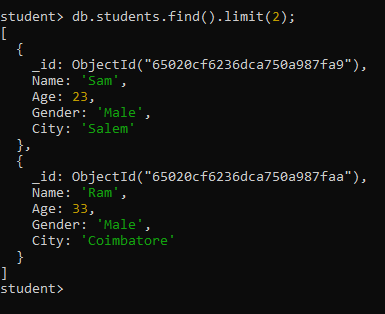 student> db.students.find().limit(2);
[
  {
    _id: ObjectId("65020cf6236dca750a987fa9"),
    Name: 'Sam',
    Age: 23,
    Gender: 'Male',
    City: 'Salem'
  },
  {
    _id: ObjectId("65020cf6236dca750a987faa"),
    Name: 'Ram',
    Age: 33,
    Gender: 'Male',
    City: 'Coimbatore'
  }
]
student>